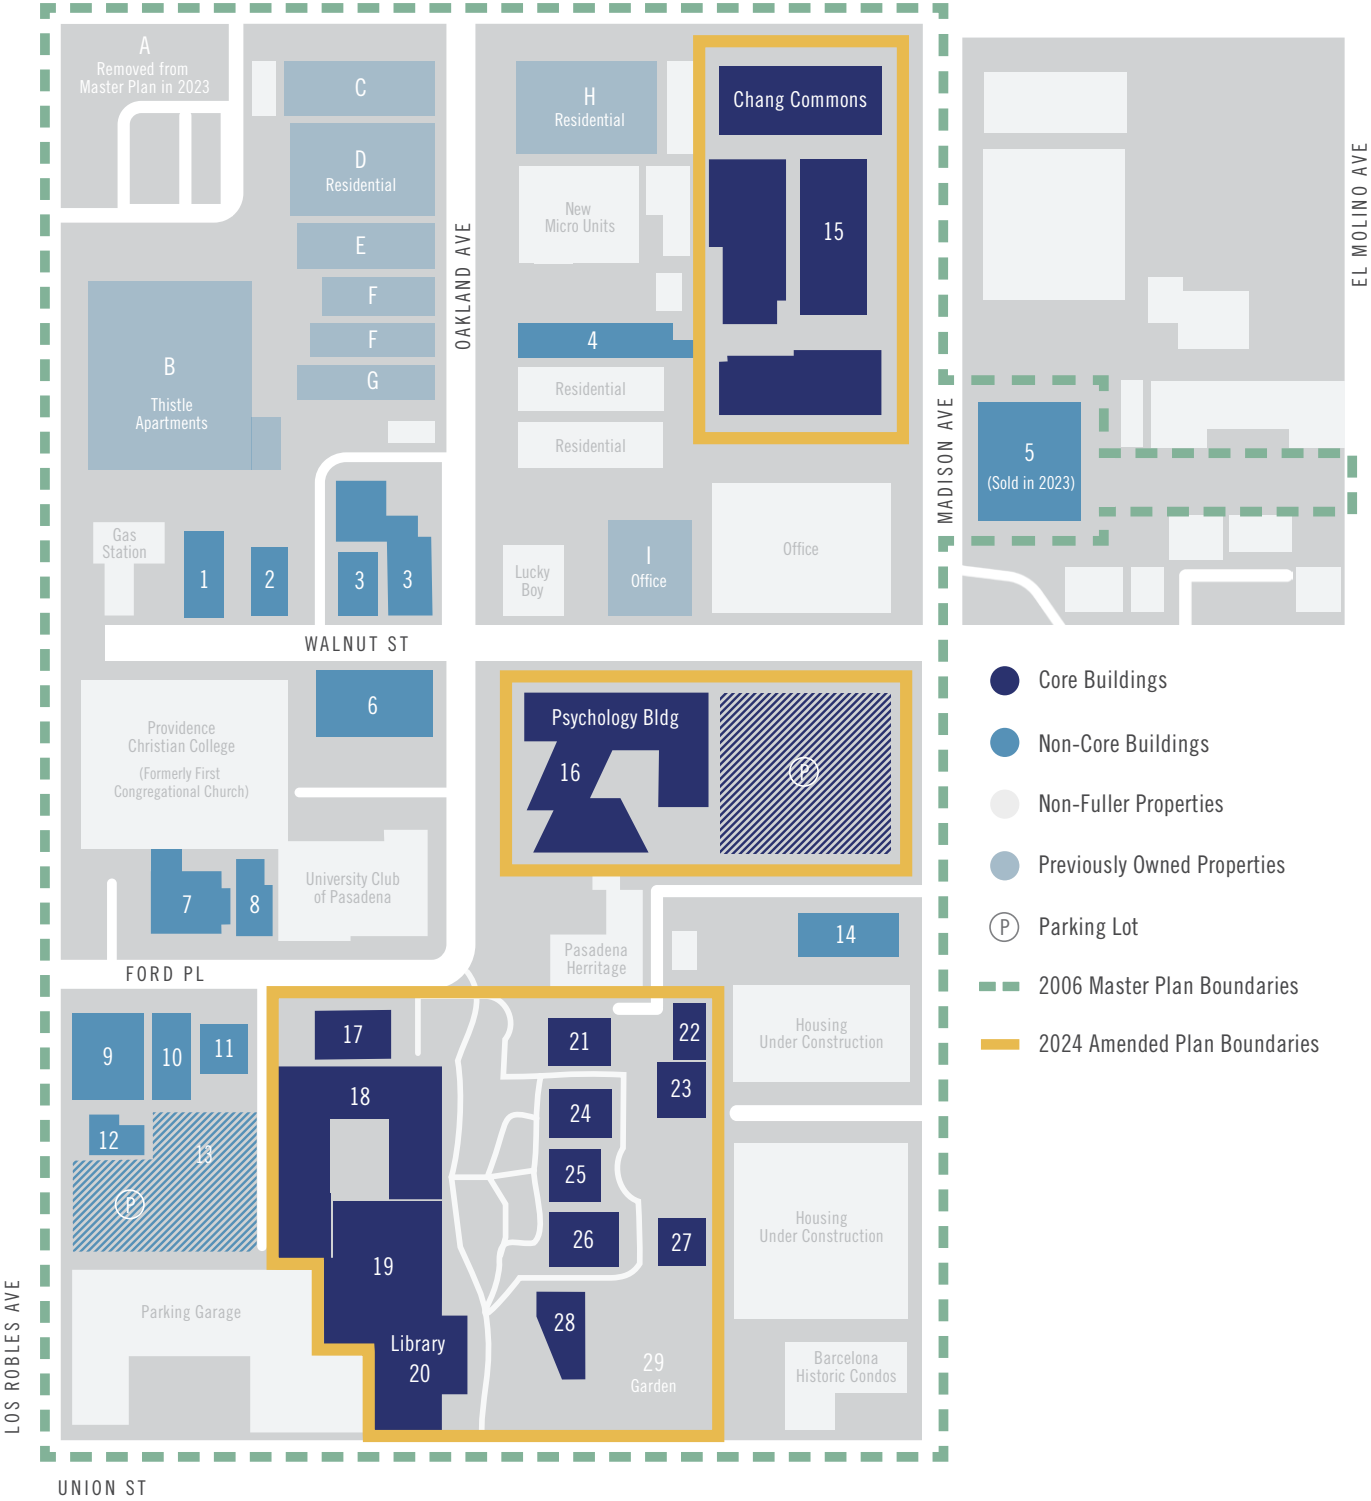 A
Removed from
Master Plan in 2023
C
D
Residential
E
F
F
G
B
Thistle
Apartments
OAKLAND AVE
H
Residential
New
Micro Units
4
Residential
Residential
Chang Commons
15
EL MOLINO AVE
MADISON AVE
5
(Sold in 2023)
Gas
Station
1
2
3
3
Lucky
Boy
I
Office
Office
WALNUT ST
6
Providence
Christian College
(Formerly First
Congregational Church)
Psychology Bldg
16
P
University Club
of Pasadena
7
8
Pasadena
Herritage
14
FORD PL
Core Buildings
Non-Core Buildings
Non-Fuller Properties
Previously Owned Properties
P
Parking Lot
2006 Master Plan Boundaries
2024 Amended Plan Boundaries
9
10
11
12
13
P
17
18
19
Library
20
21
22
23
24
25
26
27
28
29
Garden
Housing
Under Construction
Housing
Under Construction
Barcelona
Historic Condos
Parking Garage
LOS ROBLES AVE
UNION ST